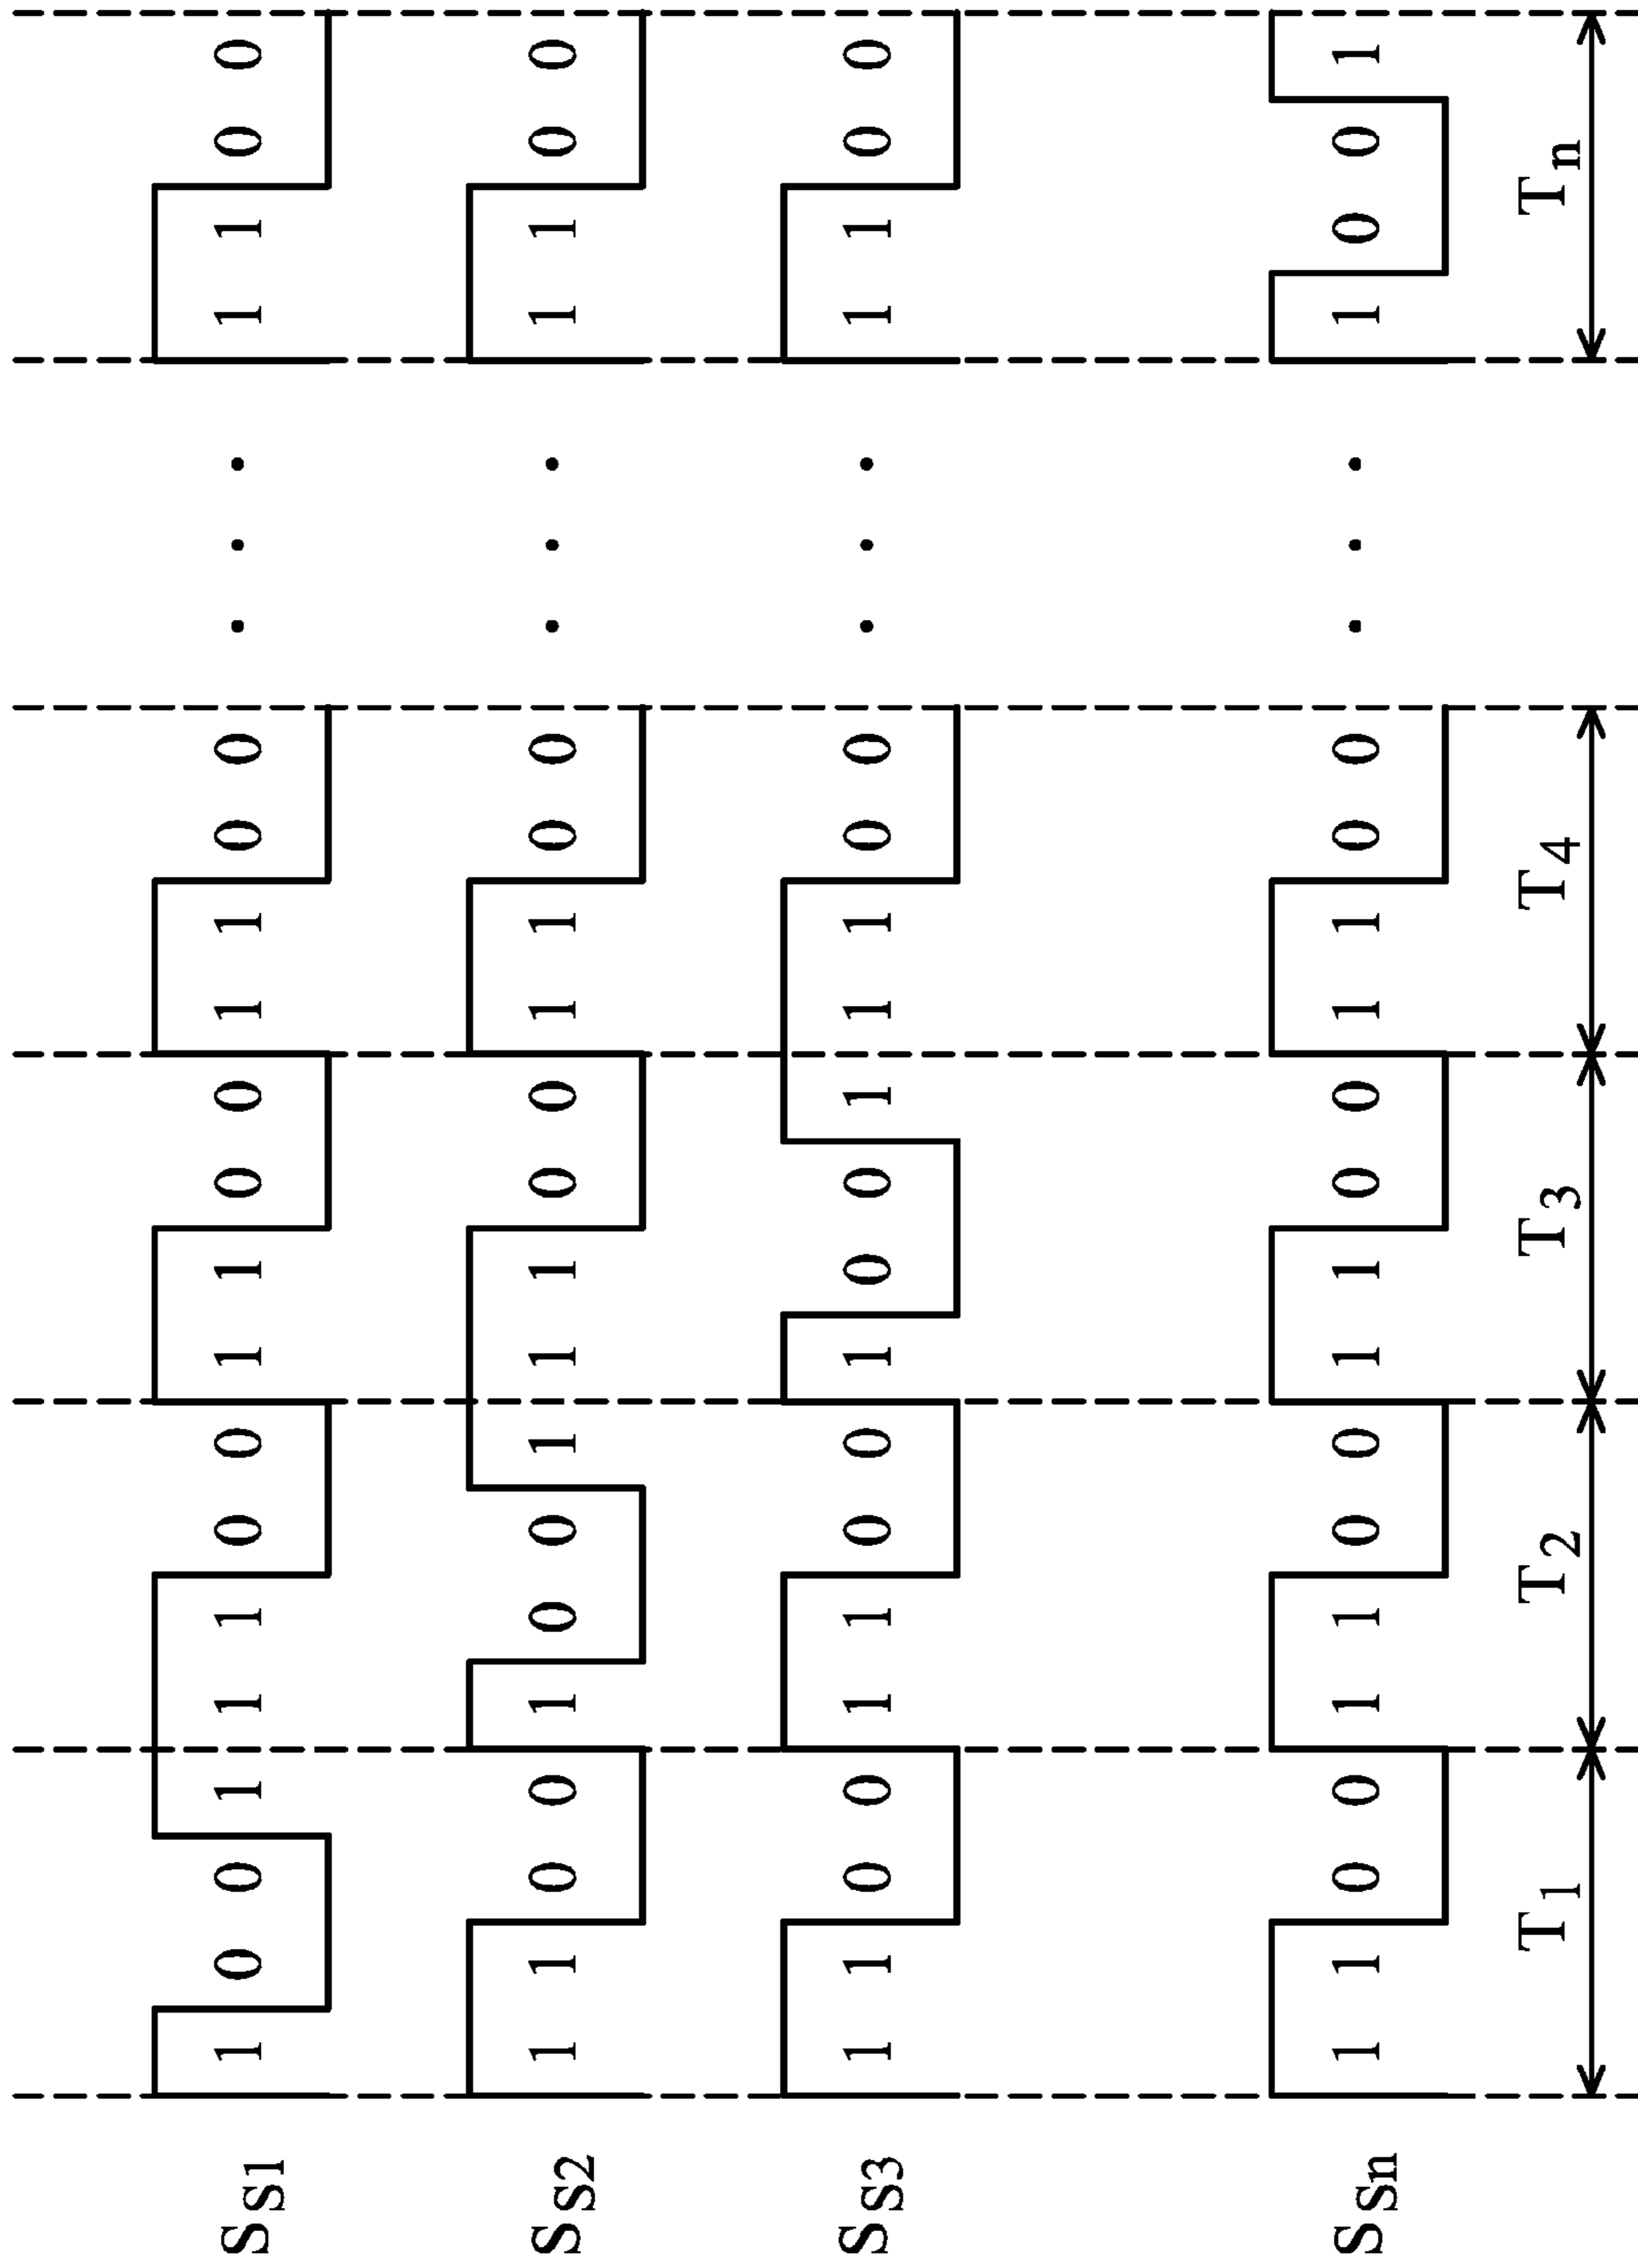 SS1 1 0 0 1 1 1 0 0 1 1 0 0 1 1 0 0 . . . 1 1 0 0
SS2 1 1 0 0 1 0 0 1 1 1 0 0 1 1 0 0 . . . 1 1 0 0
SS3 1 1 0 0 1 1 0 0 1 0 0 1 1 1 0 0 . . . 1 1 0 0
SSn 1 1 0 0 1 1 0 0 1 1 0 0 1 1 0 0 . . . 1 0 0 1
T1 T2 T3 T4 Tn